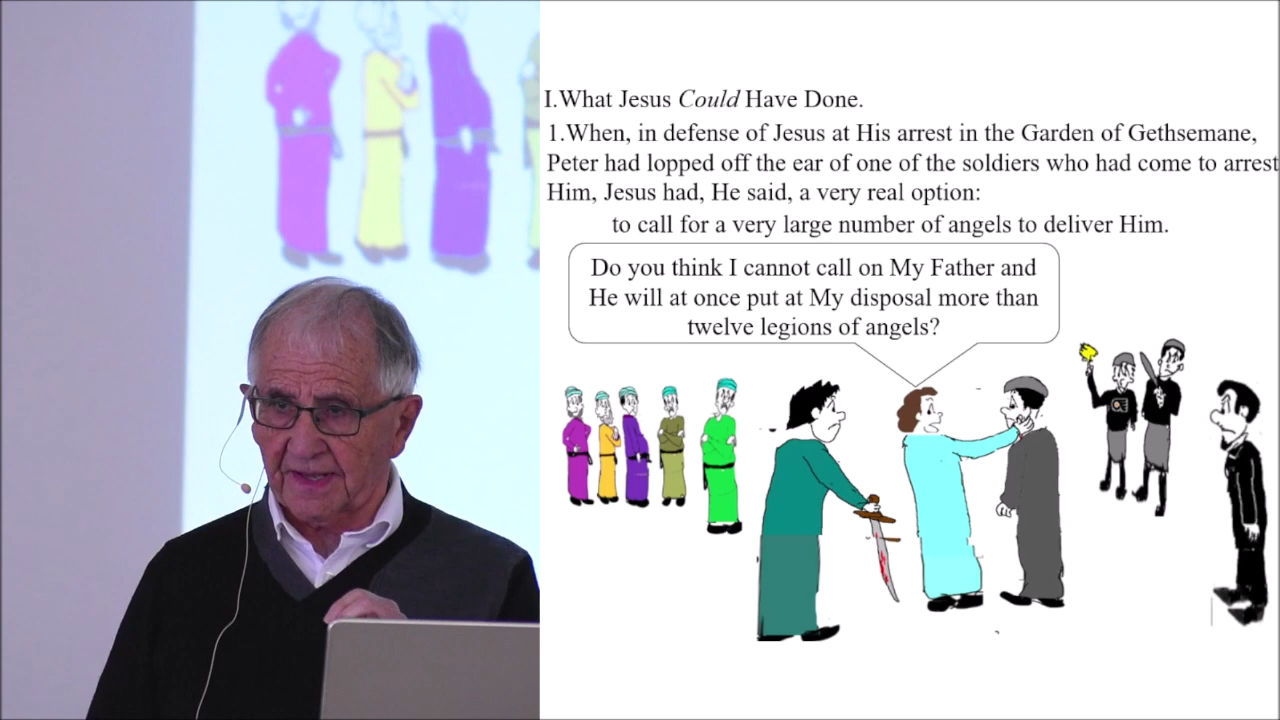 I.What Jesus Could Have Done.
1.When, in defense of Jesus at His arrest in the Garden of Gethsemane,
Peter had lopped off the ear of one of the soldiers who had come to arrest
Him, Jesus had, He said, a very real option:
to call for a very large number of angels to deliver Him.
Do you think I cannot call on My Father and
He will at once put at My disposal more than
twelve legions of angels?